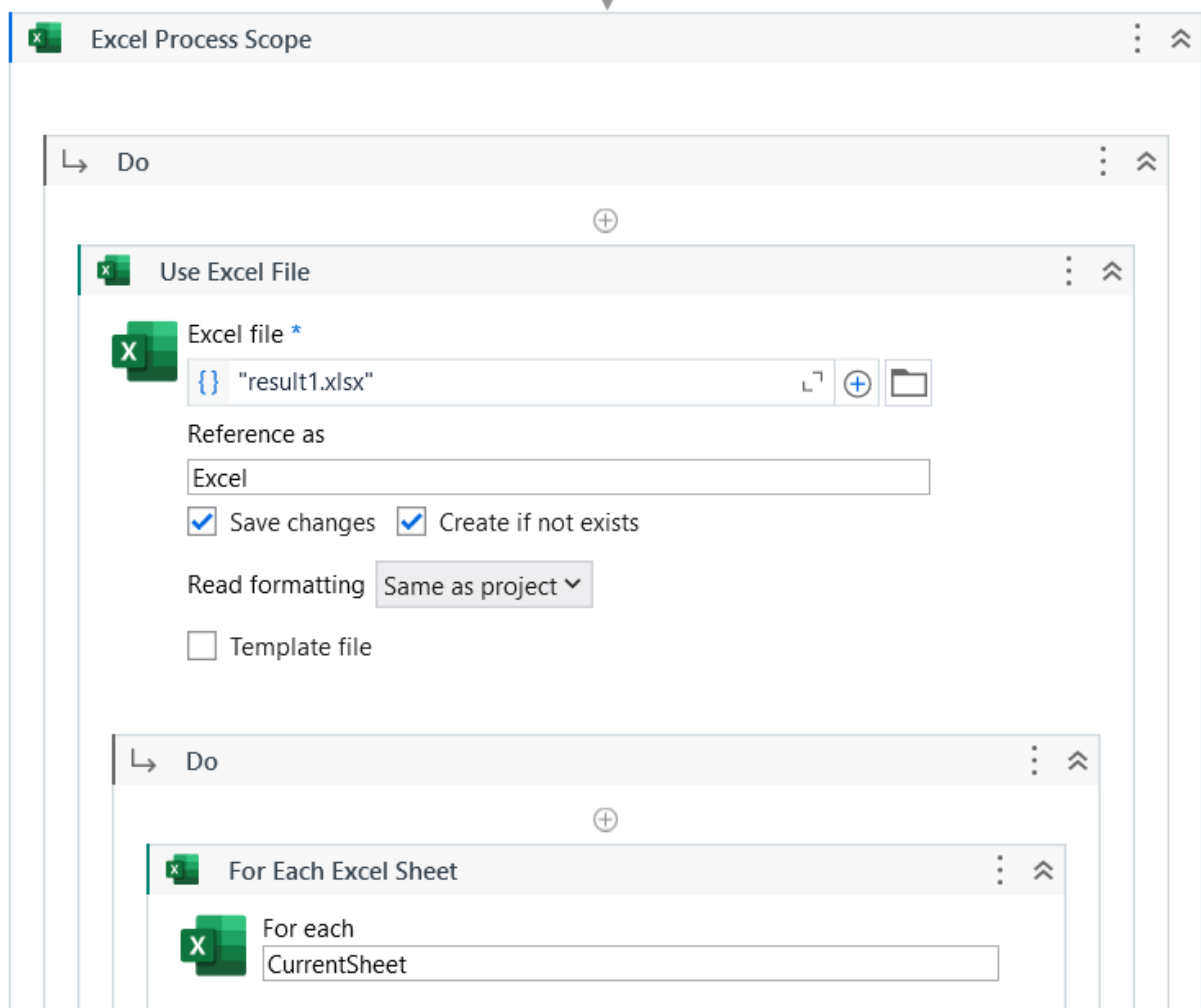 Excel Process Scope
Do
Use Excel File
Excel file *
{} "result1.xlsx"
Reference as
Excel
Save changes Create if not exists
Read formatting Same as project
Template file
Do
For Each Excel Sheet
For each
CurrentSheet